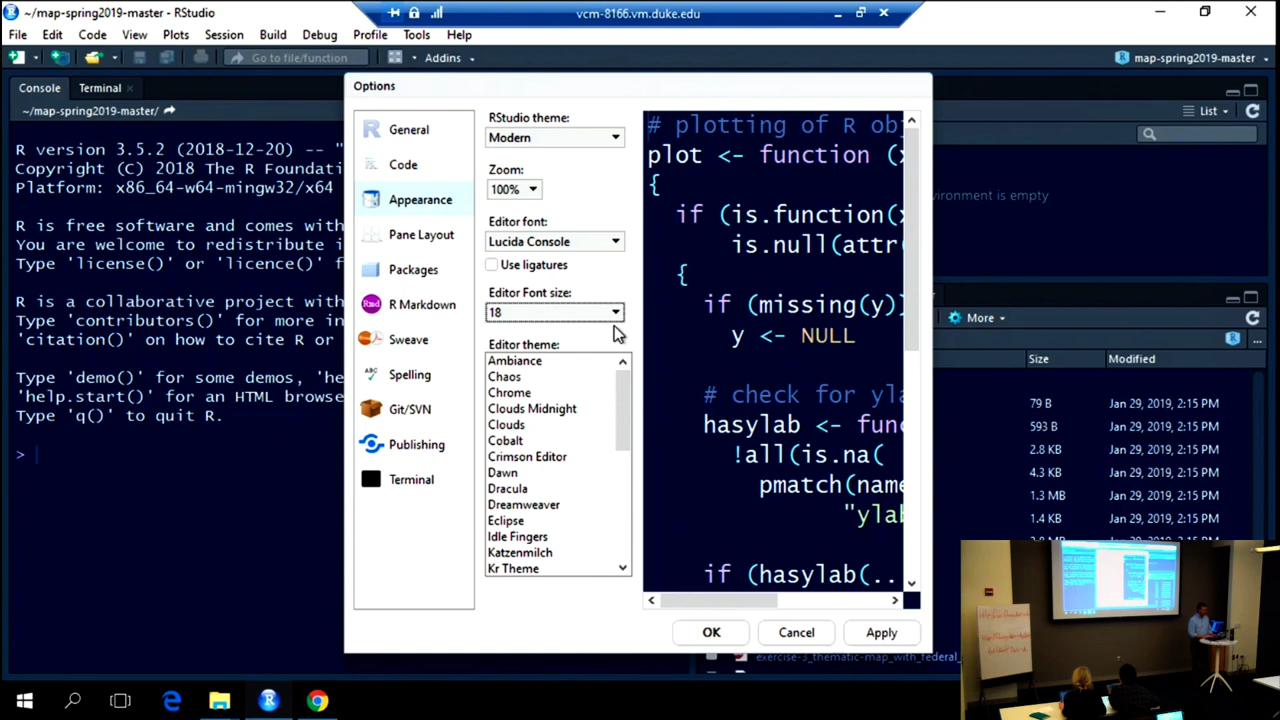 ~/map-spring2019-master - RStudio
vcm-8166.vm.duke.edu
File Edit Code View Plots Session Build Debug Profile Tools Help
Go to file/function
Addins
map-spring2019-master
Console Terminal
~/map-spring2019-master/
List
R version 3.5.2 (2018-12-20) -- "
Copyright (C) 2018 The R Foundati
Platform: x86_64-w64-mingw32/x64
R is free software and comes with
You are welcome to redistribute i
Type 'license()' or 'licence()' f
R is a collaborative project with
Type 'contributors()' for more in
'citation()' on how to cite R or
Type 'demo()' for some demos, 'he
'help.start()' for an HTML browse
Type 'q()' to quit R.
>
Options
General
Code
Appearance
Pane Layout
Packages
R Markdown
Sweave
Spelling
Git/SVN
Publishing
Terminal
RStudio theme:
Modern
Zoom:
100%
Editor font:
Lucida Console
Use ligatures
Editor Font size:
18
Editor theme:
Ambiance
Chaos
Chrome
Clouds Midnight
Clouds
Cobalt
Crimson Editor
Dawn
Dracula
Dreamweaver
Eclipse
Idle Fingers
Katzenmilch
Kr Theme
# plotting of R obj
plot <- function (x
{
if (is.function(x
is.null(attr(
{
if (missing(y))
y <- NULL
# check for yla
hasylab <- func
!all(is.na(
pmatch(name
"ylab
if (hasylab(..
OK Cancel Apply
nvironment is empty
More
Size Modified
79 B Jan 29, 2019, 2:15 PM
593 B Jan 29, 2019, 2:15 PM
2.8 KB Jan 29, 2019, 2:15 PM
4.3 KB Jan 29, 2019, 2:15 PM
1.3 MB Jan 29, 2019, 2:15 PM
1.4 KB Jan 29, 2019, 2:15 PM
exercise-3_thematic-map_with_federal_